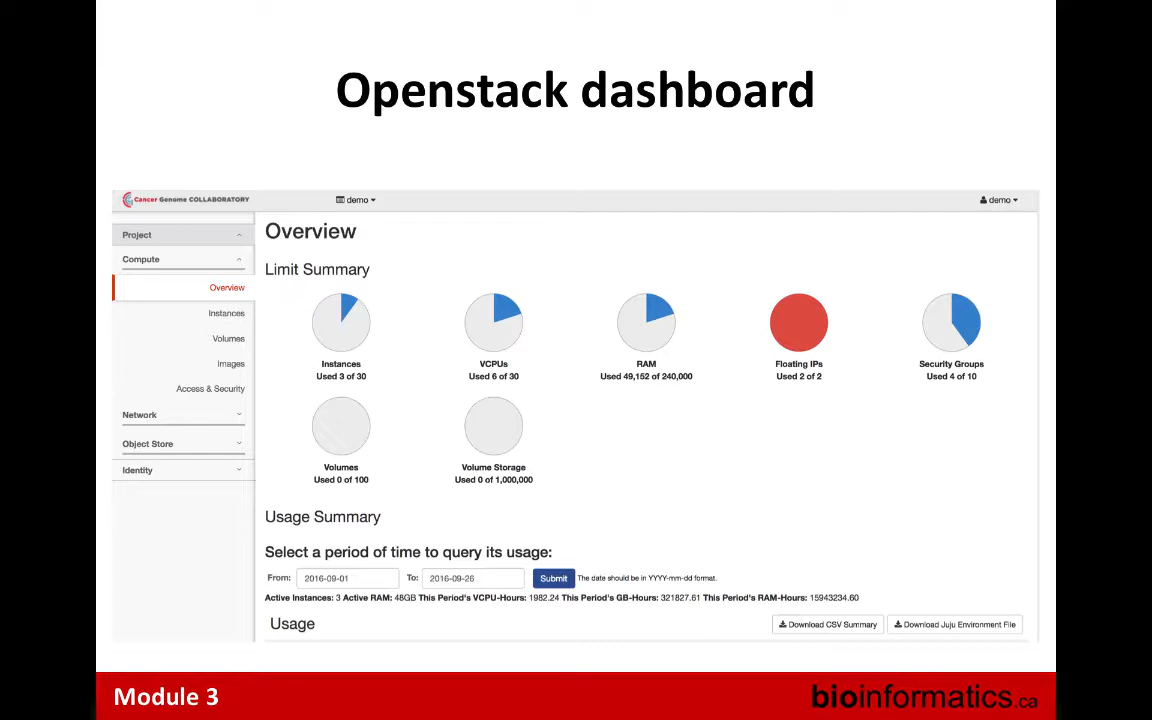 Openstack dashboard
Cancer Genome COLLABORATORY
demo
demo
Project
Compute
Overview
Instances
Volumes
Images
Access & Security
Network
Object Store
Identity
Overview
Limit Summary
Instances
Used 3 of 30
VCPUs
Used 6 of 30
RAM
Used 49,152 of 240,000
Floating IPs
Used 2 of 2
Security Groups
Used 4 of 10
Volumes
Used 0 of 100
Volume Storage
Used 0 of 1,000,000
Usage Summary
Select a period of time to query its usage:
From: 2016-09-01 To: 2016-09-26 Submit The date should be in YYYY-mm-dd format.
Active Instances: 3 Active RAM: 48GB This Period's VCPU-Hours: 1982.24 This Period's GB-Hours: 321827.61 This Period's RAM-Hours: 15943234.60
Usage
Download CSV Summary
Download Juju Environment File
Module 3
bioinformatics.ca